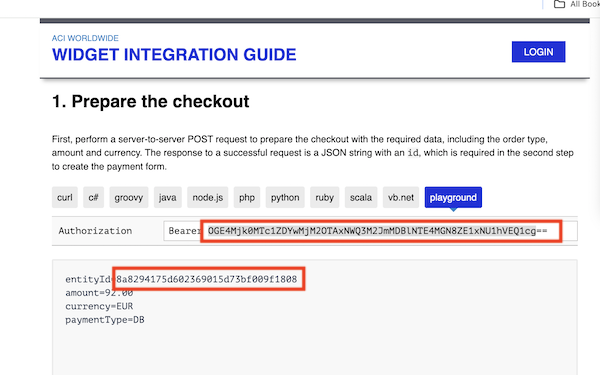 All Book
ACI WORLDWIDE
WIDGET INTEGRATION GUIDE
LOGIN
1. Prepare the checkout
First, perform a server-to-server POST request to prepare the checkout with the required data, including the order type,
amount and currency. The response to a successful request is a JSON string with an id, which is required in the second step
to create the payment form.
curl c# groovy java node.js php python ruby scala vb.net playground
Authorization Bearer OGE4Mjk0MTc1ZDYwMjM2OTAxNWQ3M2JmMDBlNTE4MGN8ZE1xNU1hVEQ1cg==
entityId=8a8294175d602369015d73bf009f1808
amount=92.00
currency=EUR
paymentType=DB